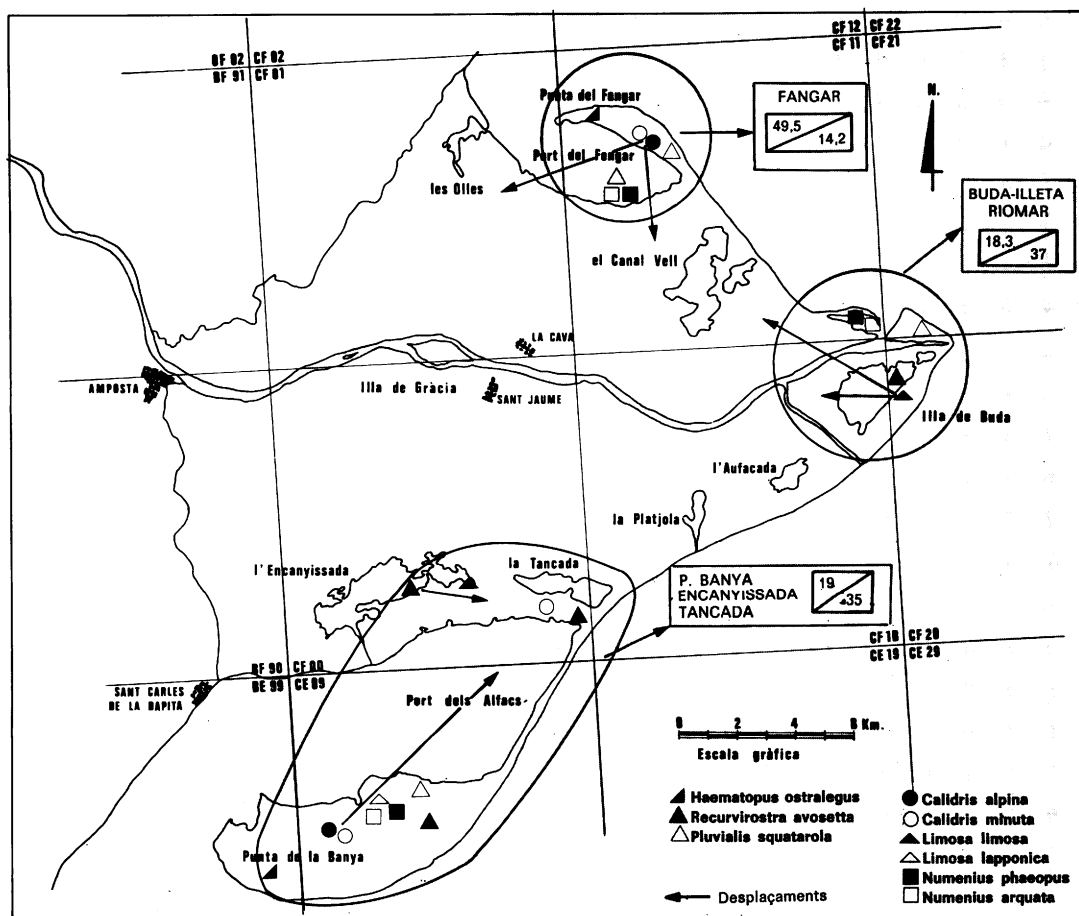 BF 02 CF 02
BF 91 CF 01
CF 12 CF 22
CF 11 CF 21
N.
Punta del Fangar
Port del Fangar
les Olles
FANGAR
49,5
14,2
BUDA-ILLETA
RIOMAR
18,3
37
el Canal Vell
LA CAVA
AMPOSTA
Illa de Gràcia
SANT JAUME
Illa de Buda
l'Aufacada
la Platjola
l'Encanyissada
la Tancada
P. BANYA
ENCANYISSADA
TANCADA
19
35
CF 10 CF 20
CE 19 CE 29
BF 90 CF 00
BE 99 CE 09
SANT CARLES
DE LA RAPITA
Port dels Alfacs
0 2 4 6 Km.
Escala gràfica
Punta de la Banya
Haematopus ostralegus
Recurvirostra avosetta
Pluvialis squatarola
Calidris alpina
Calidris minuta
Limosa limosa
Limosa lapponica
Numenius phaeopus
Numenius arquata
Desplaçaments